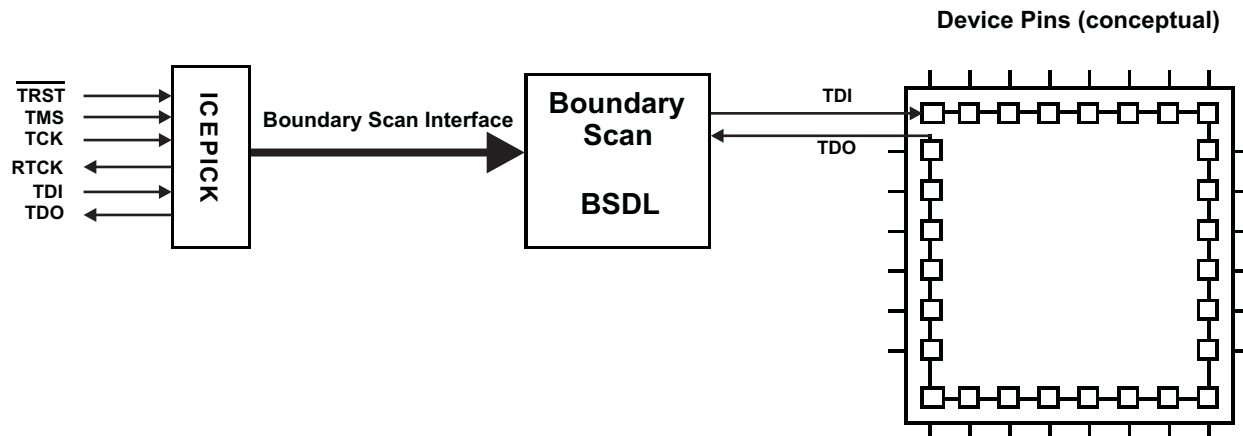 Device Pins (conceptual)
TRST
TMS
TCK
RTCK
TDI
TDO
ICEPICK
Boundary Scan Interface
Boundary
Scan
BSDL
TDI
TDO